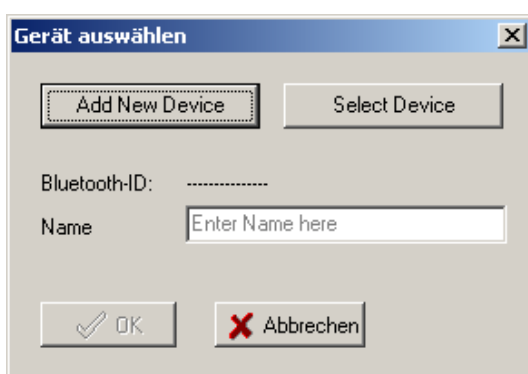 Gerät auswählen
Add New Device Select Device
Bluetooth-ID: --------------
Name Enter Name here
OK Abbrechen